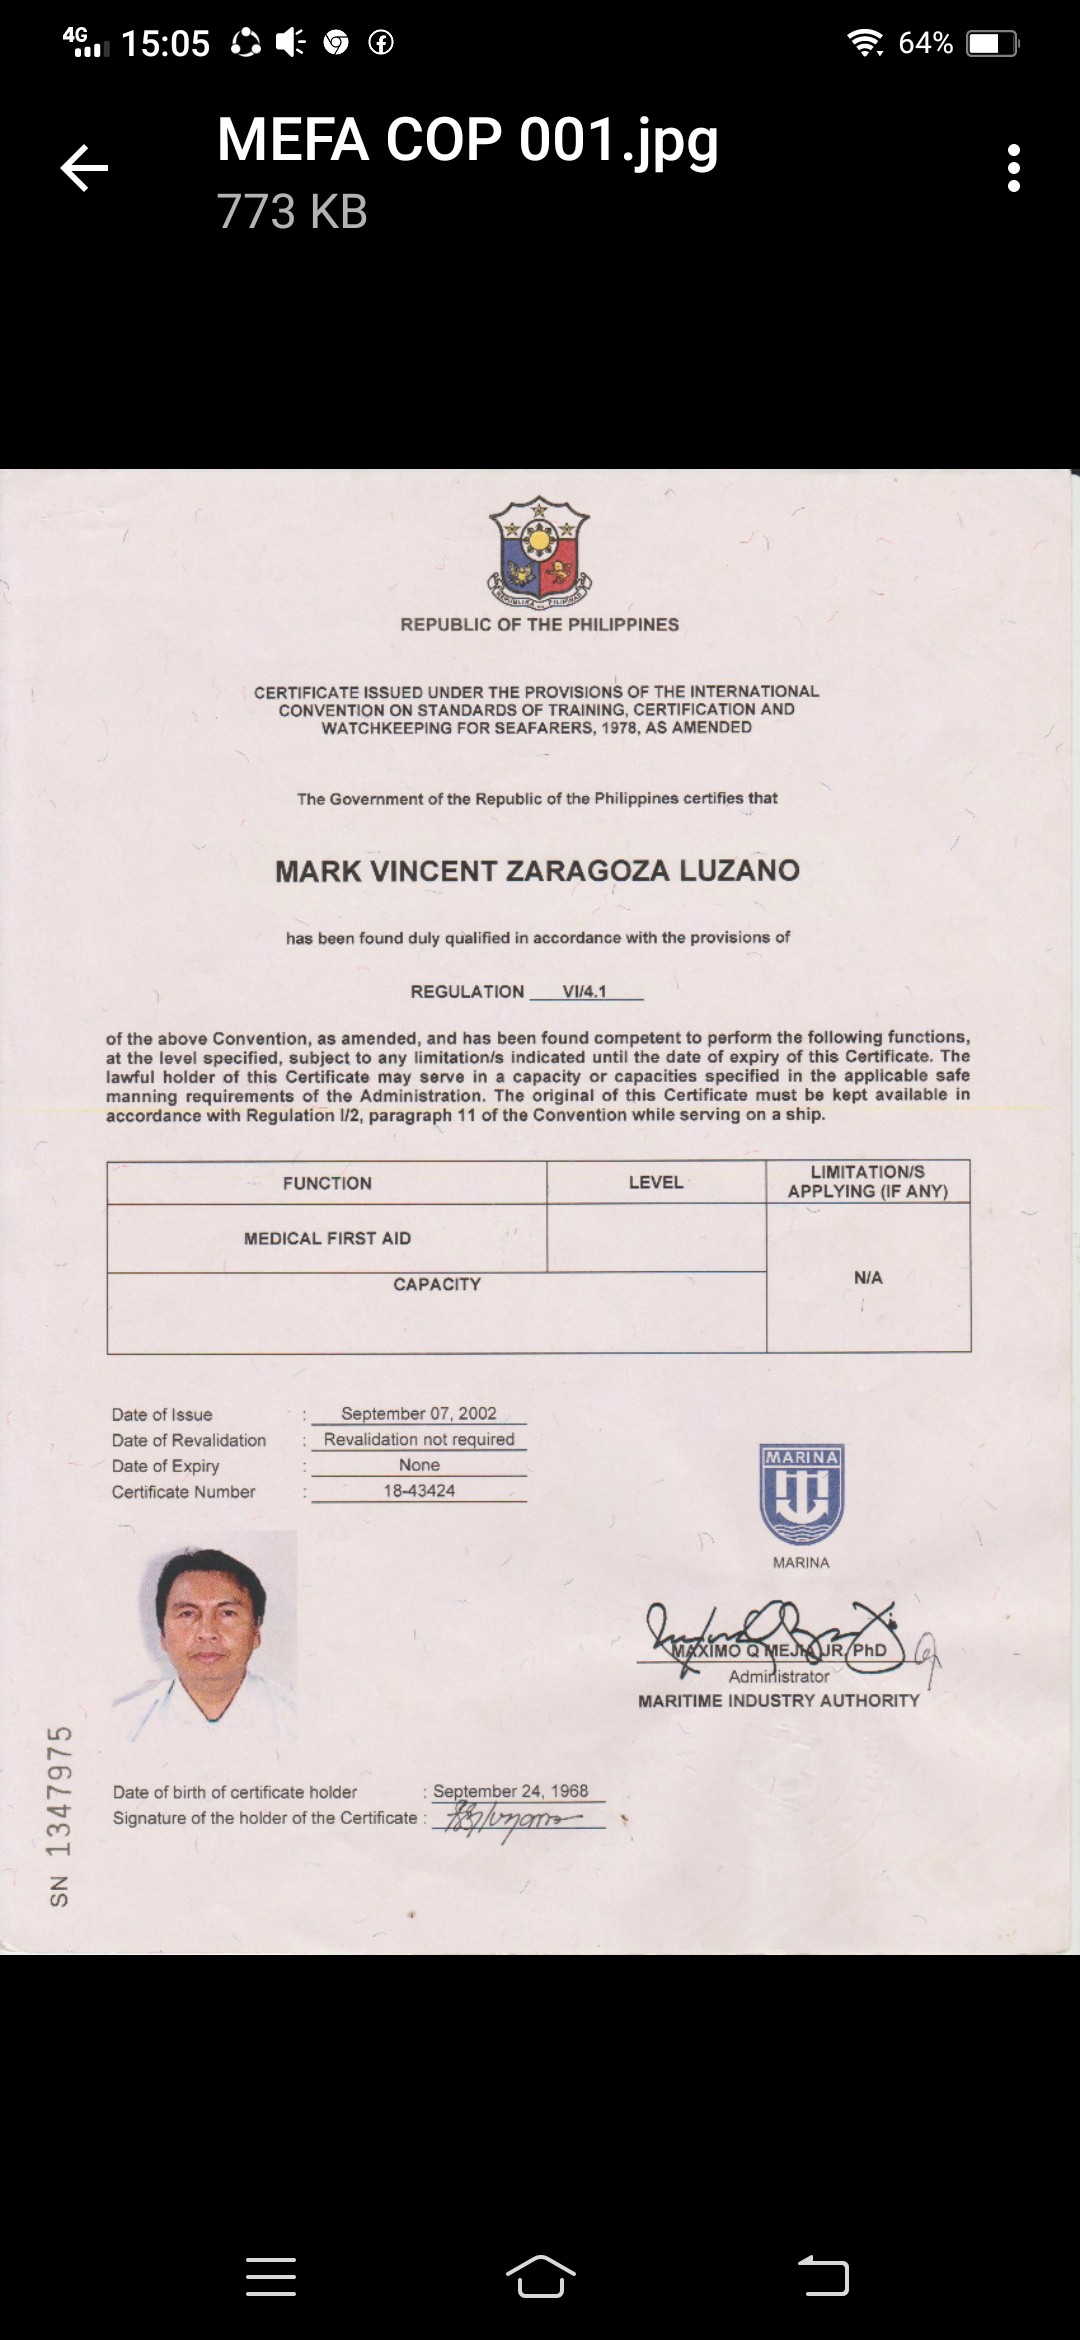 4G 15:05 64%
MEFA COP 001.jpg
773 KB
REPUBLIKA NG PILIPINAS
REPUBLIC OF THE PHILIPPINES
CERTIFICATE ISSUED UNDER THE PROVISIONS OF THE INTERNATIONAL
CONVENTION ON STANDARDS OF TRAINING, CERTIFICATION AND
WATCHKEEPING FOR SEAFARERS, 1978, AS AMENDED
The Government of the Republic of the Philippines certifies that
MARK VINCENT ZARAGOZA LUZANO
has been found duly qualified in accordance with the provisions of
REGULATION VI/4.1
of the above Convention, as amended, and has been found competent to perform the following functions,
at the level specified, subject to any limitation/s indicated until the date of expiry of this Certificate. The
lawful holder of this Certificate may serve in a capacity or capacities specified in the applicable safe
manning requirements of the Administration. The original of this Certificate must be kept available in
accordance with Regulation I/2, paragraph 11 of the Convention while serving on a ship.
FUNCTION LEVEL LIMITATION/S
APPLYING (IF ANY)
MEDICAL FIRST AID
CAPACITY
N/A
Date of Issue : September 07, 2002
Date of Revalidation : Revalidation not required
Date of Expiry : None
Certificate Number : 18-43424
MARINA
MARINA
MAXIMO Q MEJIA JR, PhD
Administrator
MARITIME INDUSTRY AUTHORITY
Date of birth of certificate holder : September 24, 1968
Signature of the holder of the Certificate :
SN 1347975